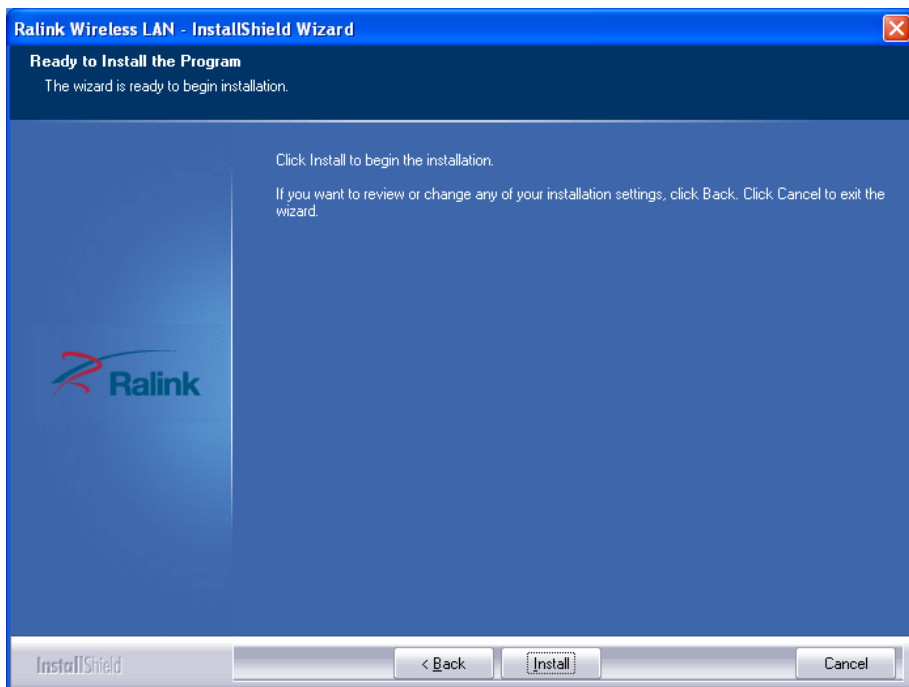 Ralink Wireless LAN - InstallShield Wizard
Ready to Install the Program
The wizard is ready to begin installation.
Click Install to begin the installation.
If you want to review or change any of your installation settings, click Back. Click Cancel to exit the
wizard.
Ralink
InstallShield
< Back
Install
Cancel